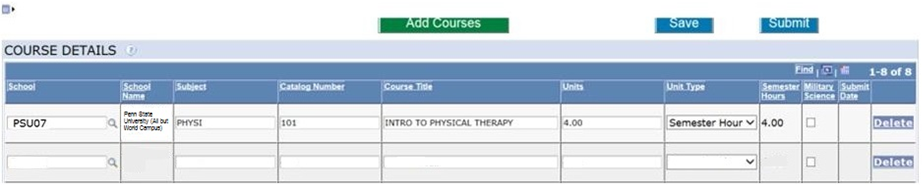 Add Courses Save Submit
COURSE DETAILS ?
Find 1-8 of 8
School School Name Subject Catalog Number Course Title Units Unit Type Semester Hours Military Science Submit Date
PSU07 Penn State University (All but World Campus) PHYSI 101 INTRO TO PHYSICAL THERAPY 4.00 Semester Hour 4.00 Delete
Delete